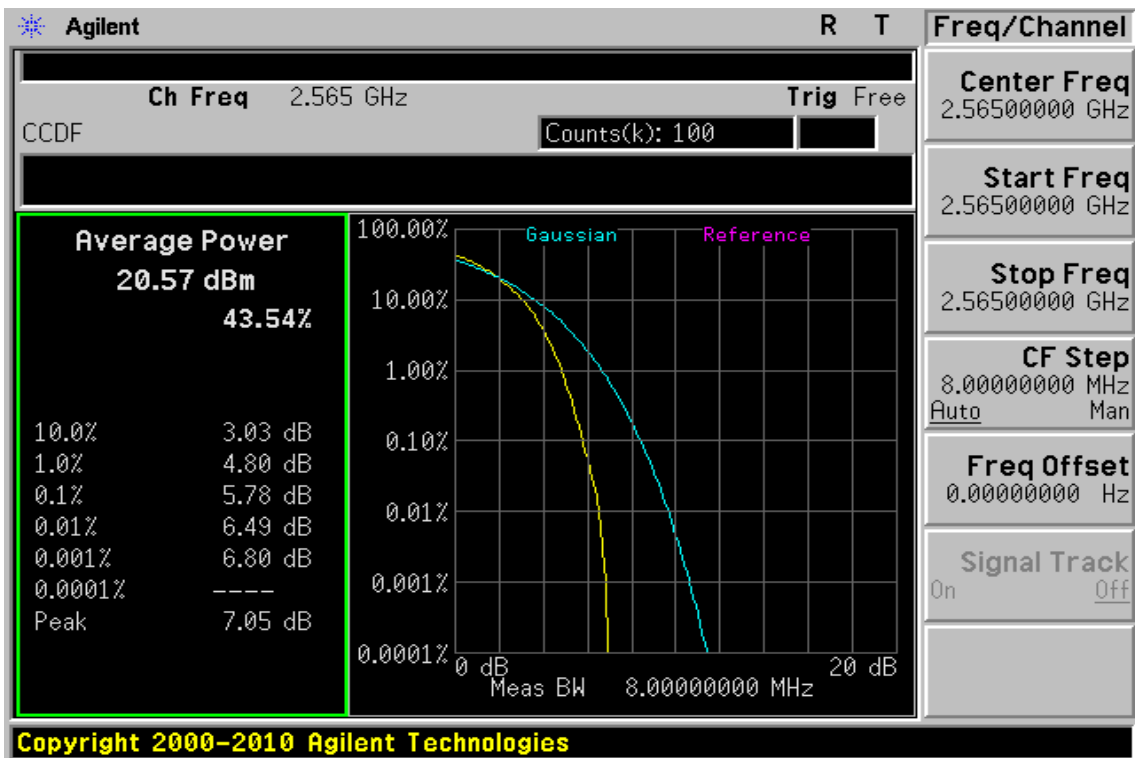 Agilent R T
Freq/Channel
Ch Freq 2.565 GHz Trig Free
CCDF Counts(k): 100
Average Power
20.57 dBm
43.54%
10.0% 3.03 dB
1.0% 4.80 dB
0.1% 5.78 dB
0.01% 6.49 dB
0.001% 6.80 dB
0.0001% ----
Peak 7.05 dB
Gaussian Reference
100.00%
10.00%
1.00%
0.10%
0.01%
0.001%
0.0001%
0 dB 20 dB
Meas BW 8.00000000 MHz
Center Freq
2.56500000 GHz
Start Freq
2.56500000 GHz
Stop Freq
2.56500000 GHz
CF Step
8.00000000 MHz
Auto Man
Freq Offset
0.00000000 Hz
Signal Track
On Off
Copyright 2000-2010 Agilent Technologies